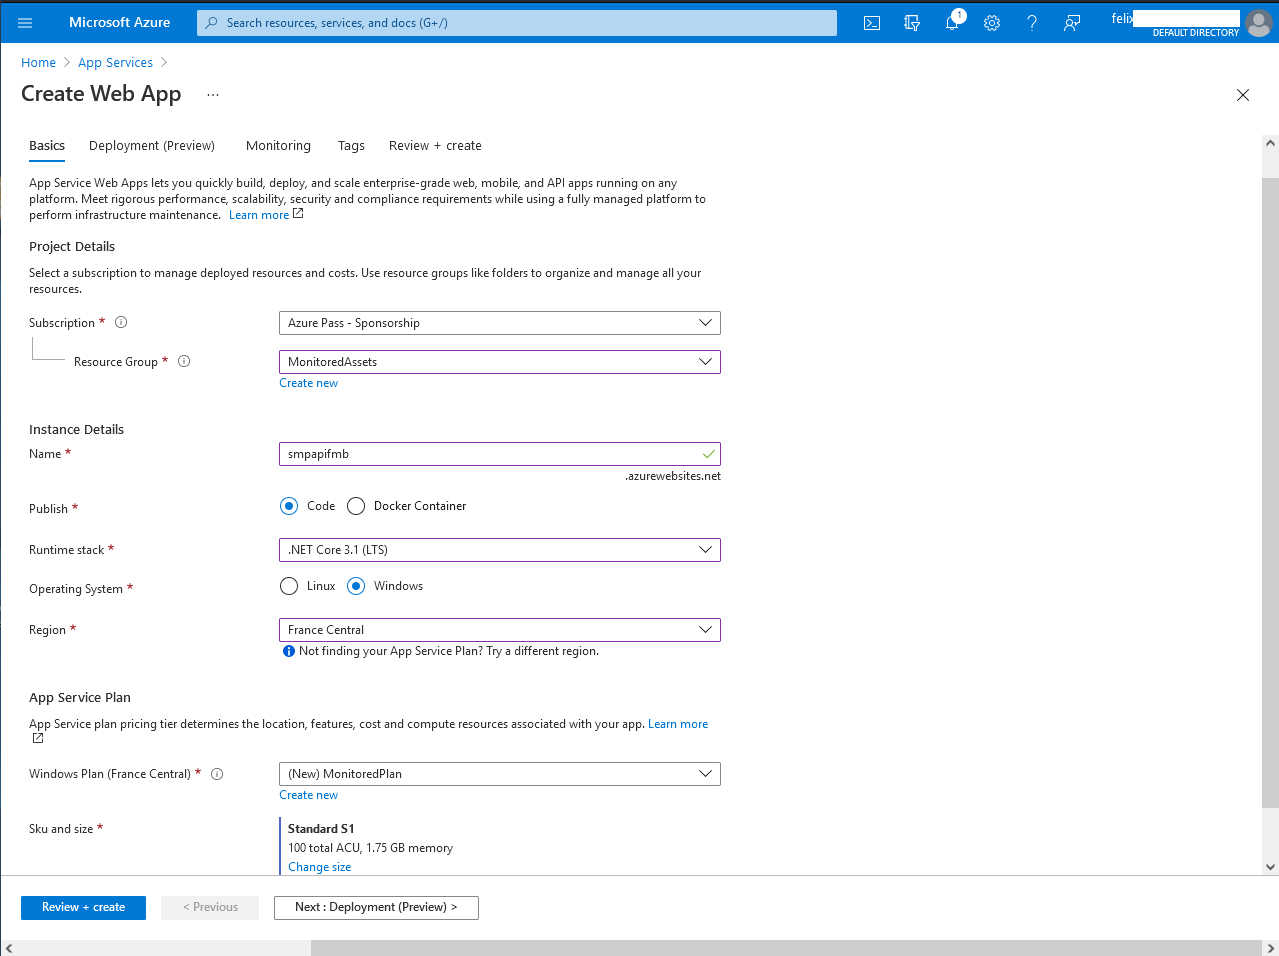 Microsoft Azure
Search resources, services, and docs (G+/)
1
felix
DEFAULT DIRECTORY
Home > App Services >
Create Web App ...
Basics Deployment (Preview) Monitoring Tags Review + create
App Service Web Apps lets you quickly build, deploy, and scale enterprise-grade web, mobile, and API apps running on any
platform. Meet rigorous performance, scalability, security and compliance requirements while using a fully managed platform to
perform infrastructure maintenance. Learn more
Project Details
Select a subscription to manage deployed resources and costs. Use resource groups like folders to organize and manage all your
resources.
Subscription * Azure Pass - Sponsorship
Resource Group * MonitoredAssets
Create new
Instance Details
Name * smpapifmb
.azurewebsites.net
Publish * Code Docker Container
Runtime stack * .NET Core 3.1 (LTS)
Operating System * Linux Windows
Region * France Central
Not finding your App Service Plan? Try a different region.
App Service Plan
App Service plan pricing tier determines the location, features, cost and compute resources associated with your app. Learn more
Windows Plan (France Central) * (New) MonitoredPlan
Create new
Sku and size * Standard S1
100 total ACU, 1.75 GB memory
Change size
Review + create < Previous Next : Deployment (Preview) >